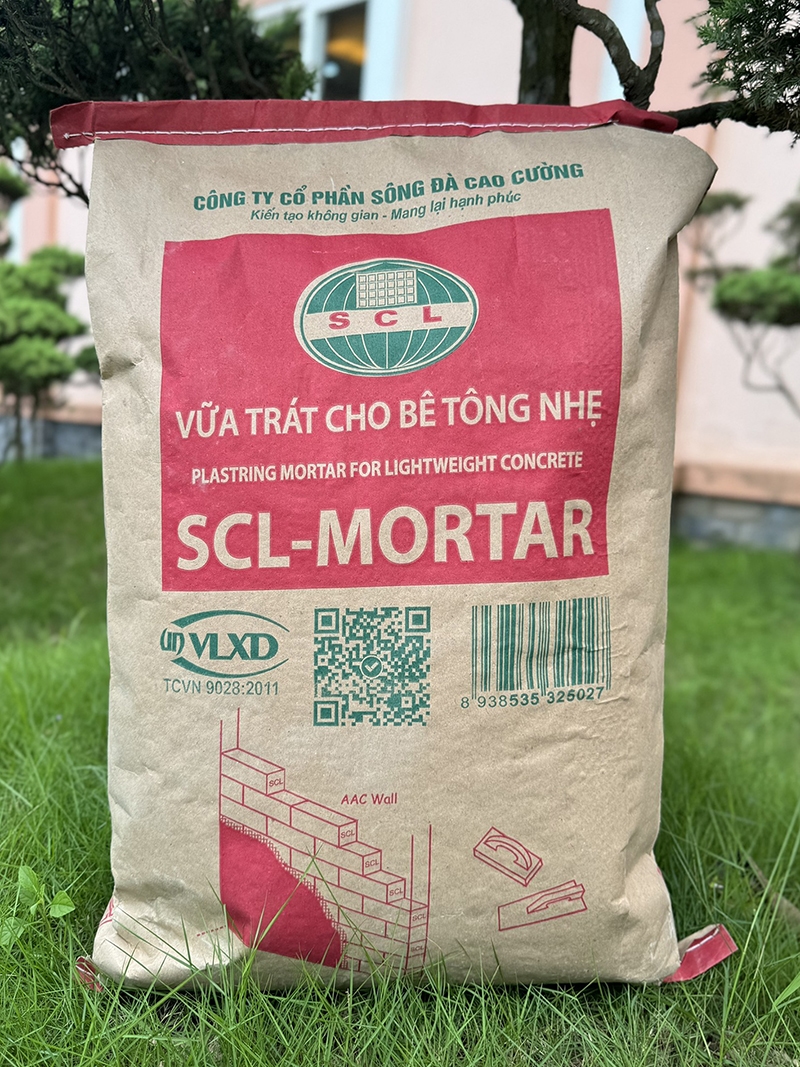 CÔNG TY CỔ PHẦN SÔNG ĐÀ CAO CƯỜNG
Kiến tạo không gian - Mang lại hạnh phúc
SCL
VỮA TRÁT CHO BÊ TÔNG NHẸ
PLASTRING MORTAR FOR LIGHTWEIGHT CONCRETE
SCL-MORTAR
VLXD
TCVN 9028:2011
8 938535 325027
AAC Wall
SCL
SCL
SCL
SCL
SCL
SCL